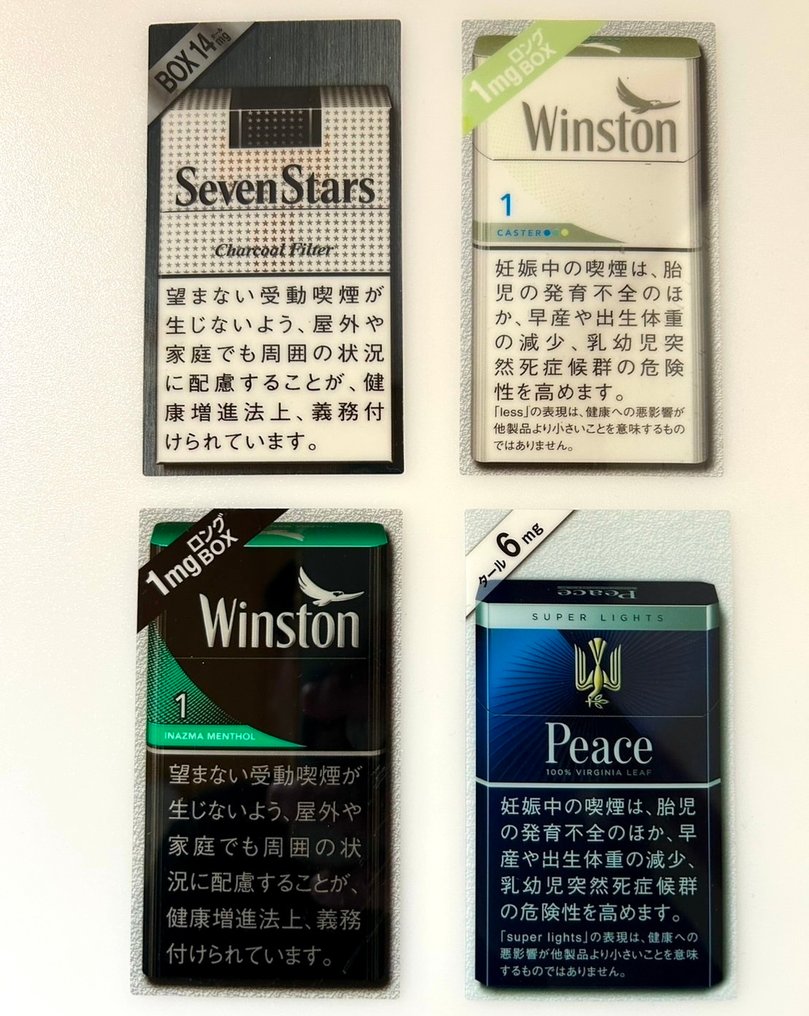 BOX 14 タール mg
SevenStars
Charcoal Filter
望まない受動喫煙が
生じないよう、屋外や
家庭でも周囲の状況
に配慮することが、健
康増進法上、義務付
けられています。
1mg ロング BOX
Winston
1
CASTER
妊娠中の喫煙は、胎
児の発育不全のほ
か、早産や出生体重
の減少、乳幼児突
然死症候群の危険
性を高めます。
「less」の表現は、健康への悪影響が
他製品より小さいことを意味するもの
ではありません。
1mg ロング BOX
Winston
1
INAZMA MENTHOL
望まない受動喫煙が
生じないよう、屋外や
家庭でも周囲の状
況に配慮することが、
健康増進法上、義務
付けられています。
タール 6 mg
Peace
SUPER LIGHTS
Peace
100% VIRGINIA LEAF
妊娠中の喫煙は、胎児
の発育不全のほか、早
産や出生体重の減少、
乳幼児突然死症候群
の危険性を高めます。
「super lights」の表現は、健康への
悪影響が他製品より小さいことを意味
するものではありません。